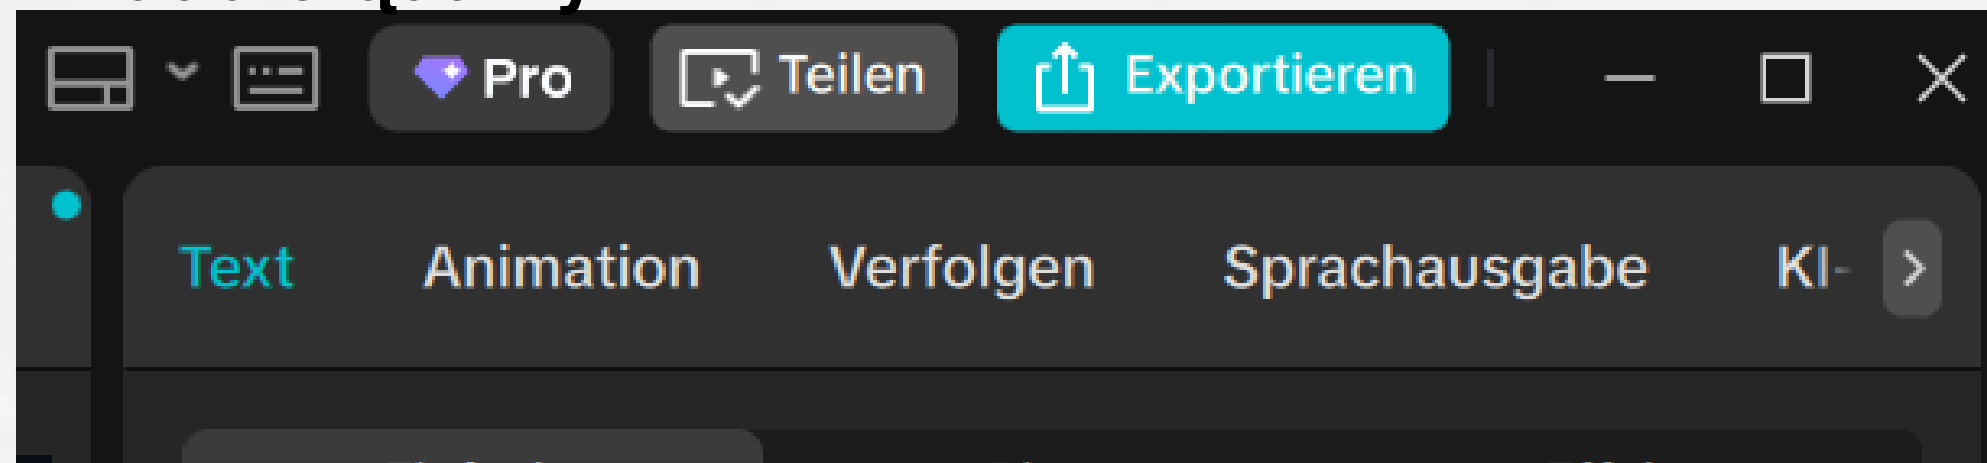 Pro Teilen Exportieren
Text Animation Verfolgen Sprachausgabe KI-